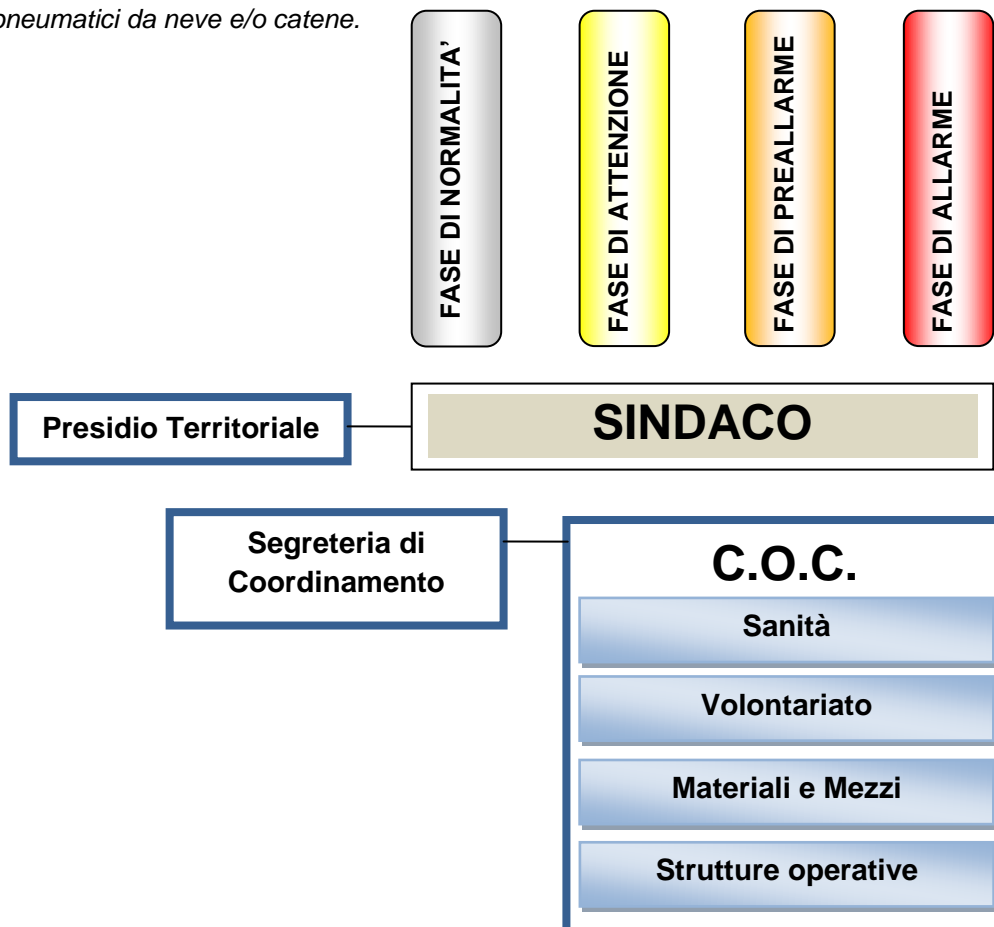 pneumatici da neve e/o catene.
FASE DI NORMALITA'
FASE DI ATTENZIONE
FASE DI PREALLARME
FASE DI ALLARME
Presidio Territoriale
SINDACO
Segreteria di
Coordinamento
C.O.C.
Sanità
Volontariato
Materiali e Mezzi
Strutture operative